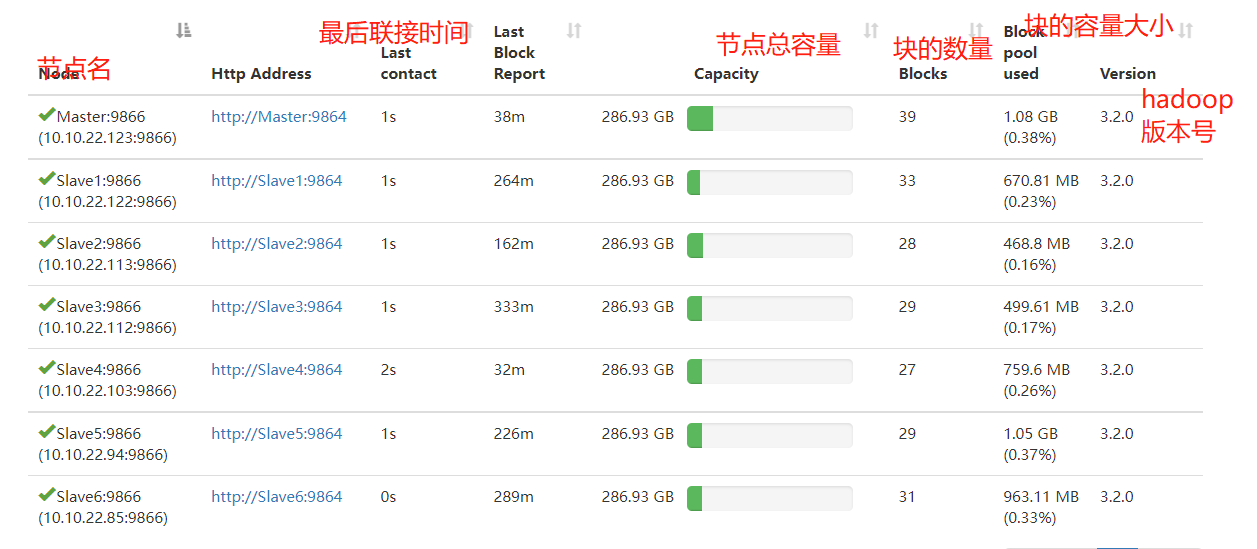 最后联接时间
块的容量大小
节点总容量
块的数量
节点名
Node
Http Address
Last
contact
Last
Block
Report
Capacity
Blocks
Block
pool
used
Version
hadoop
版本号
Master:9866
(10.10.22.123:9866)
http://Master:9864
1s
38m
286.93 GB
39
1.08 GB
(0.38%)
3.2.0
Slave1:9866
(10.10.22.122:9866)
http://Slave1:9864
1s
264m
286.93 GB
33
670.81 MB
(0.23%)
3.2.0
Slave2:9866
(10.10.22.113:9866)
http://Slave2:9864
1s
162m
286.93 GB
28
468.8 MB
(0.16%)
3.2.0
Slave3:9866
(10.10.22.112:9866)
http://Slave3:9864
1s
333m
286.93 GB
29
499.61 MB
(0.17%)
3.2.0
Slave4:9866
(10.10.22.103:9866)
http://Slave4:9864
2s
32m
286.93 GB
27
759.6 MB
(0.26%)
3.2.0
Slave5:9866
(10.10.22.94:9866)
http://Slave5:9864
1s
226m
286.93 GB
29
1.05 GB
(0.37%)
3.2.0
Slave6:9866
(10.10.22.85:9866)
http://Slave6:9864
0s
289m
286.93 GB
31
963.11 MB
(0.33%)
3.2.0